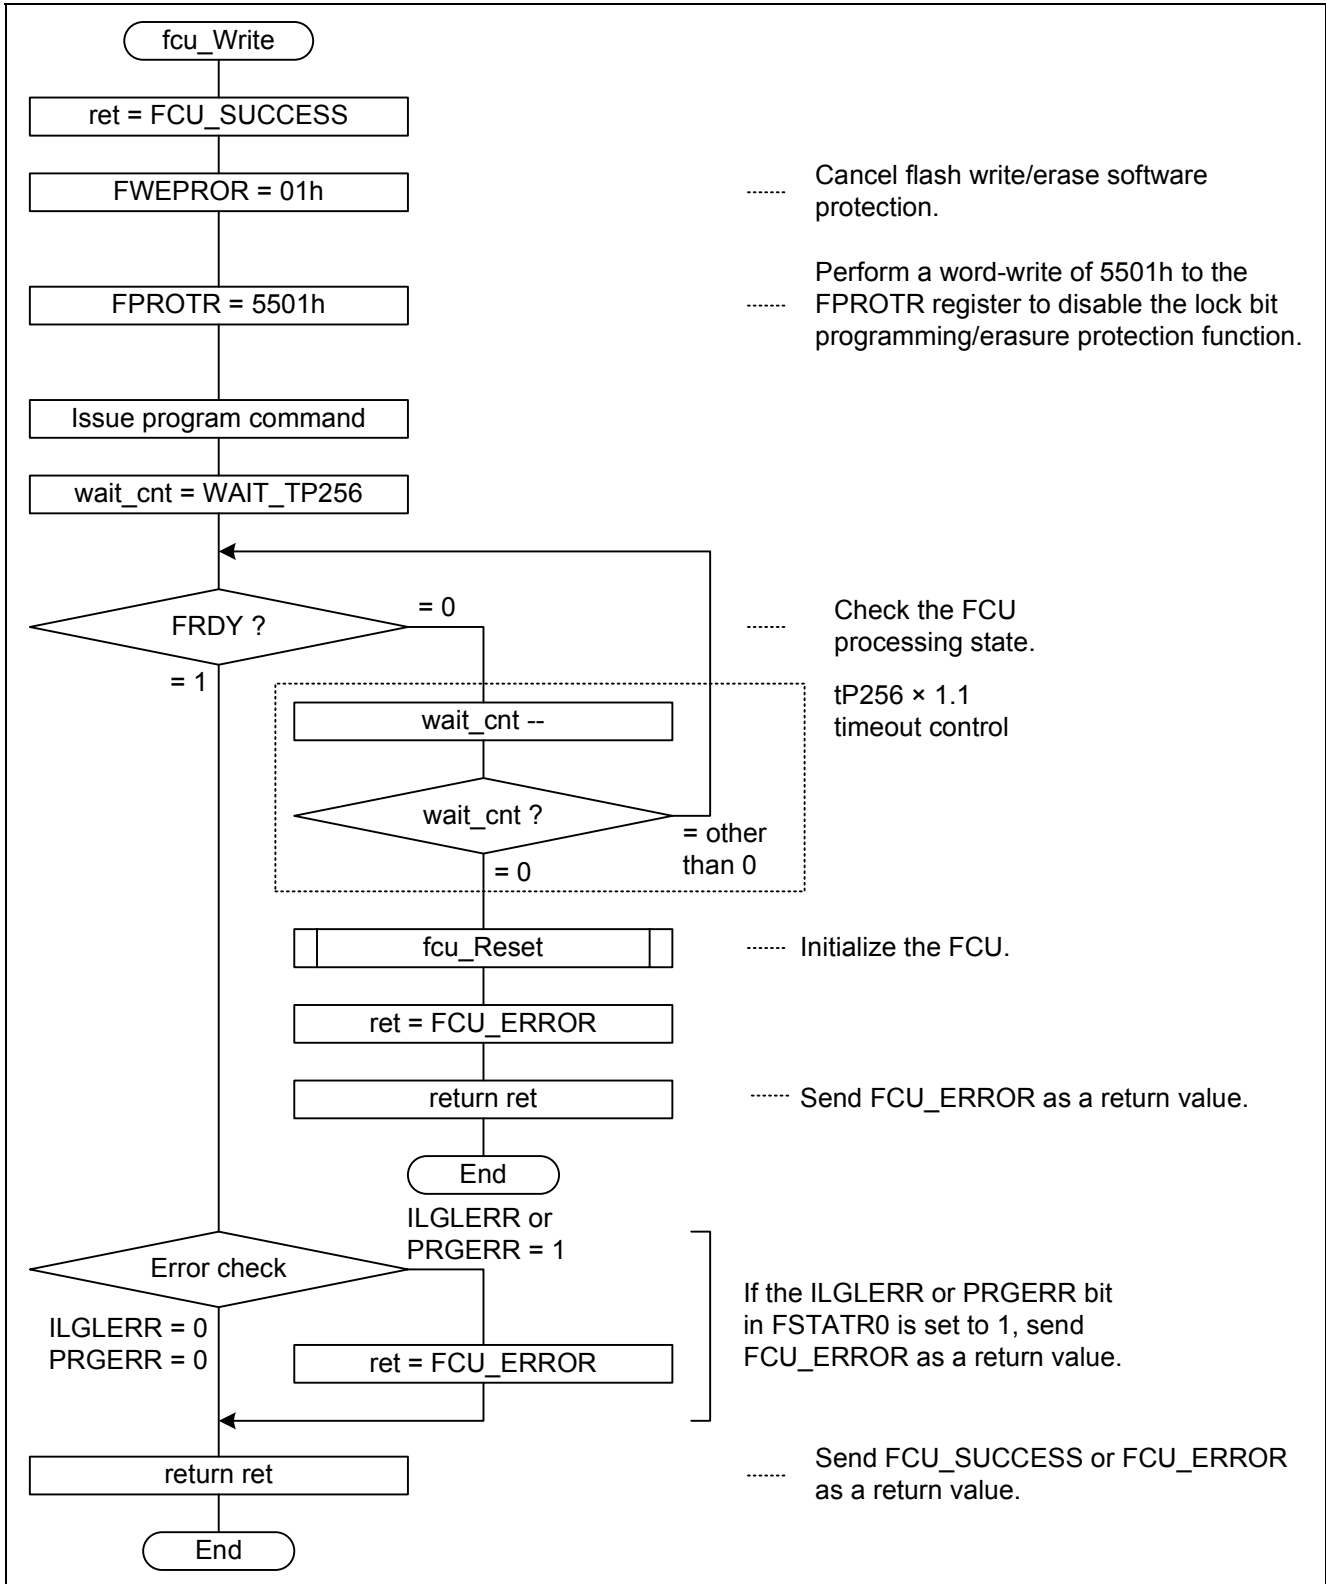 fcu_Write
ret = FCU_SUCCESS
FWEPROR = 01h
Cancel flash write/erase software
protection.
FPROTR = 5501h
Perform a word-write of 5501h to the
FPROTR register to disable the lock bit
programming/erasure protection function.
Issue program command
wait_cnt = WAIT_TP256
FRDY ?
= 0
= 1
Check the FCU
processing state.
wait_cnt --
tP256 × 1.1
timeout control
wait_cnt ?
= other
than 0
= 0
fcu_Reset
Initialize the FCU.
ret = FCU_ERROR
return ret
Send FCU_ERROR as a return value.
End
ILGLERR or
PRGERR = 1
Error check
ILGLERR = 0
PRGERR = 0
ret = FCU_ERROR
If the ILGLERR or PRGERR bit
in FSTATR0 is set to 1, send
FCU_ERROR as a return value.
return ret
Send FCU_SUCCESS or FCU_ERROR
as a return value.
End